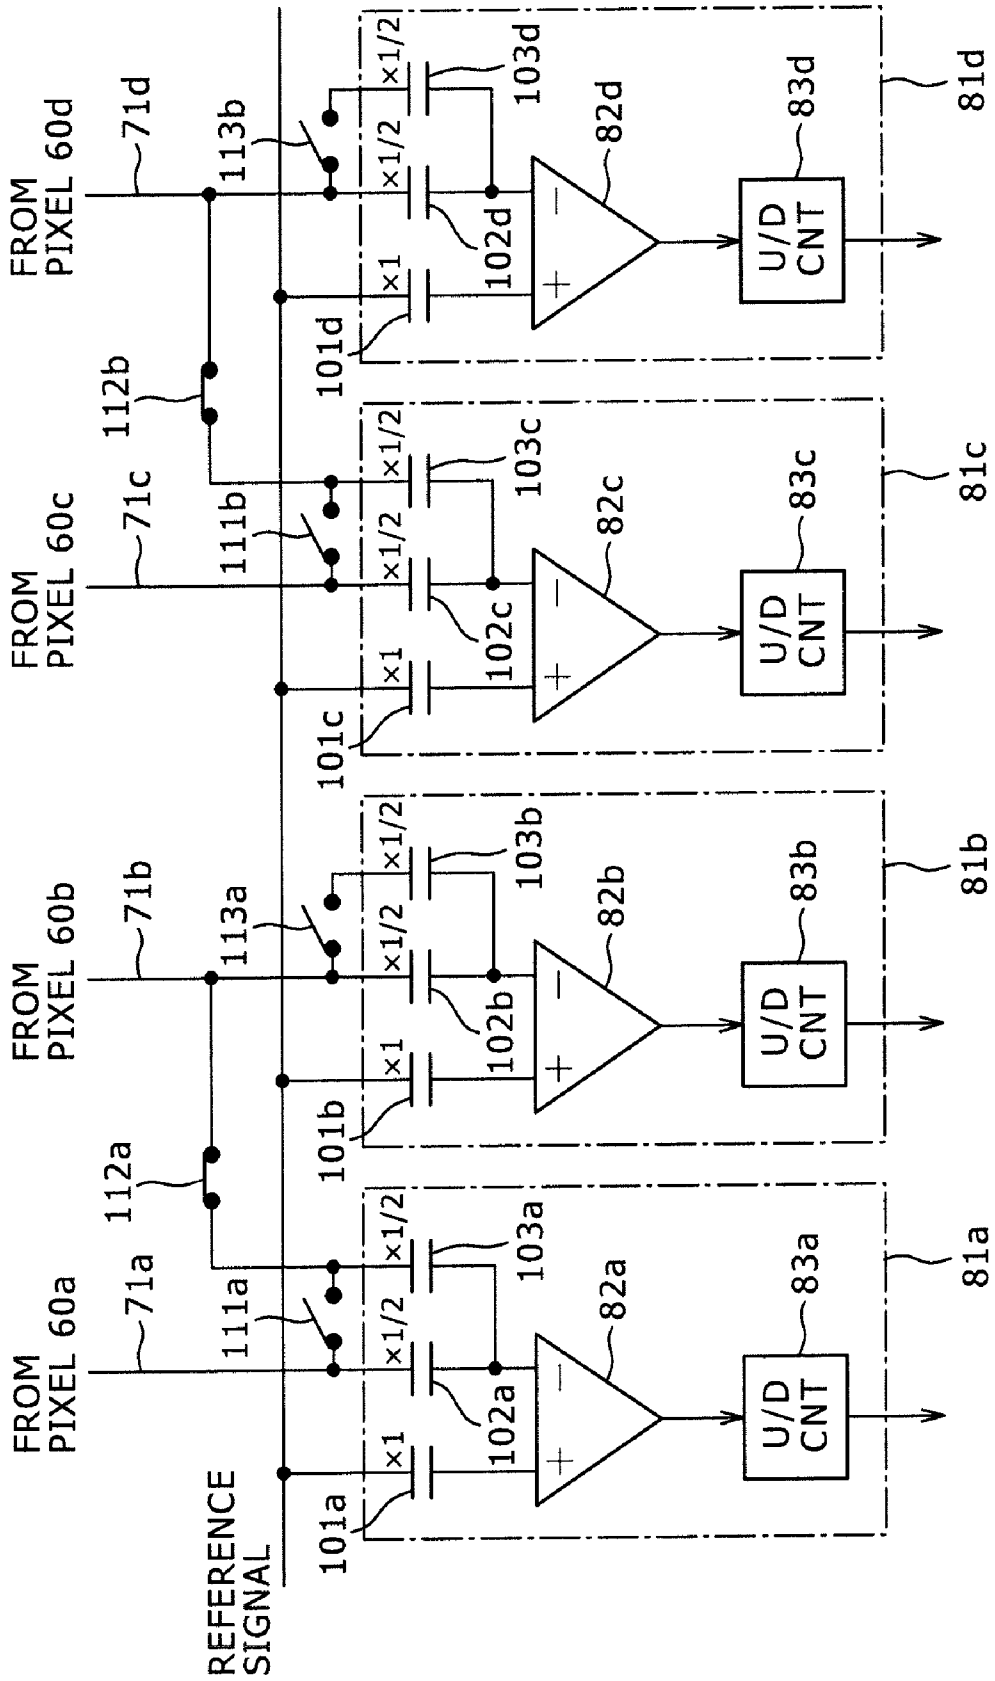 FROM
PIXEL 60a
FROM
PIXEL 60b
FROM
PIXEL 60c
FROM
PIXEL 60d
71a
71b
71c
71d
112a
112b
REFERENCE
SIGNAL
111a
113a
111b
113b
101a
×1
×1/2
×1/2
102a
103a
101b
×1
×1/2
×1/2
102b
103b
101c
×1
×1/2
×1/2
102c
103c
101d
×1
×1/2
×1/2
102d
103d
+
−
82a
+
−
82b
+
−
82c
+
−
82d
U/D
CNT
83a
U/D
CNT
83b
U/D
CNT
83c
U/D
CNT
83d
81a
81b
81c
81d